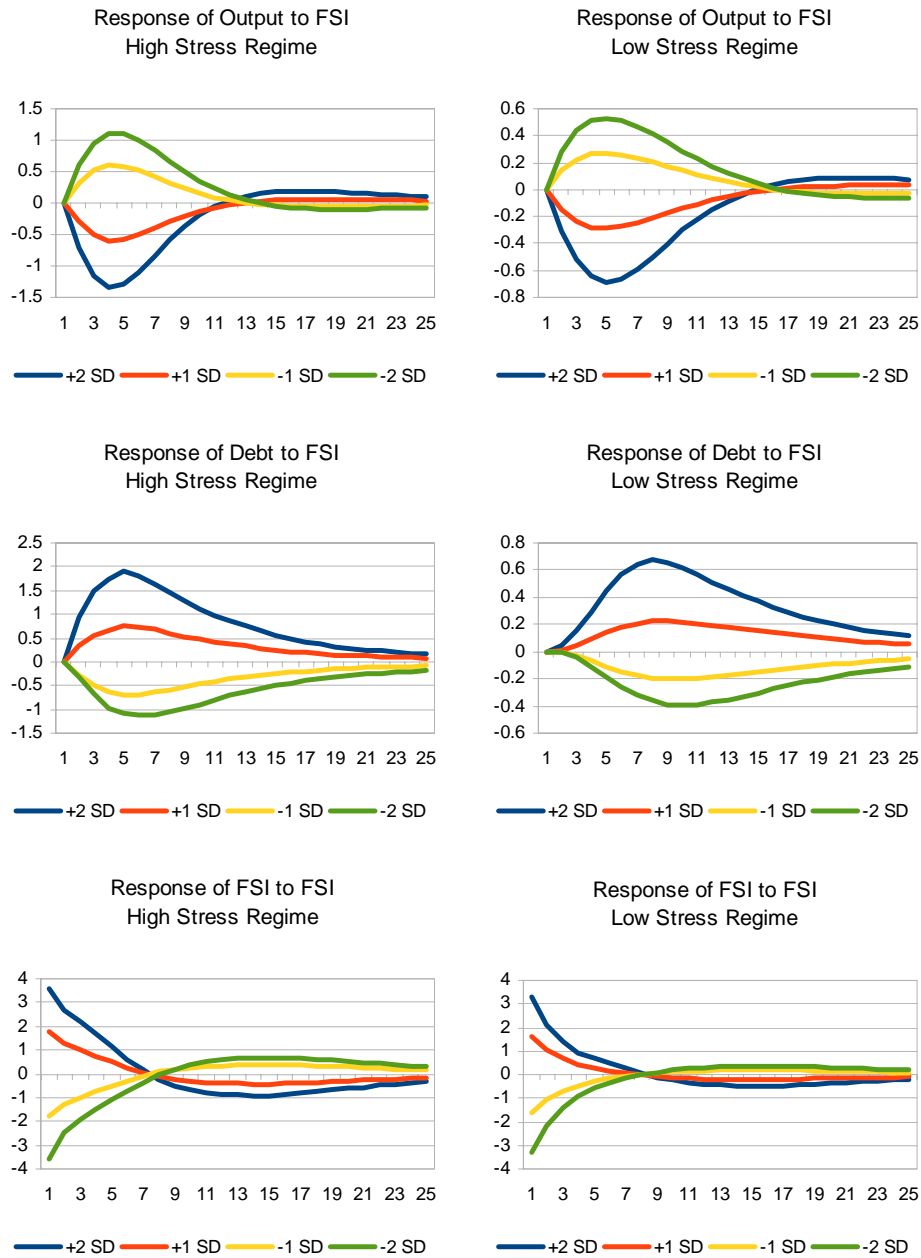 Response of Output to FSI
High Stress Regime
1.5
1
0.5
0
-0.5
-1
-1.5
1 3 5 7 9 11 13 15 17 19 21 23 25
+2 SD +1 SD -1 SD -2 SD
Response of Output to FSI
Low Stress Regime
0.6
0.4
0.2
0
-0.2
-0.4
-0.6
-0.8
1 3 5 7 9 11 13 15 17 19 21 23 25
+2 SD +1 SD -1 SD -2 SD
Response of Debt to FSI
High Stress Regime
2.5
2
1.5
1
0.5
0
-0.5
-1
-1.5
1 3 5 7 9 11 13 15 17 19 21 23 25
+2 SD +1 SD -1 SD -2 SD
Response of Debt to FSI
Low Stress Regime
0.8
0.6
0.4
0.2
0
-0.2
-0.4
-0.6
1 3 5 7 9 11 13 15 17 19 21 23 25
+2 SD +1 SD -1 SD -2 SD
Response of FSI to FSI
High Stress Regime
4
3
2
1
0
-1
-2
-3
-4
1 3 5 7 9 11 13 15 17 19 21 23 25
+2 SD +1 SD -1 SD -2 SD
Response of FSI to FSI
Low Stress Regime
4
3
2
1
0
-1
-2
-3
-4
1 3 5 7 9 11 13 15 17 19 21 23 25
+2 SD +1 SD -1 SD -2 SD